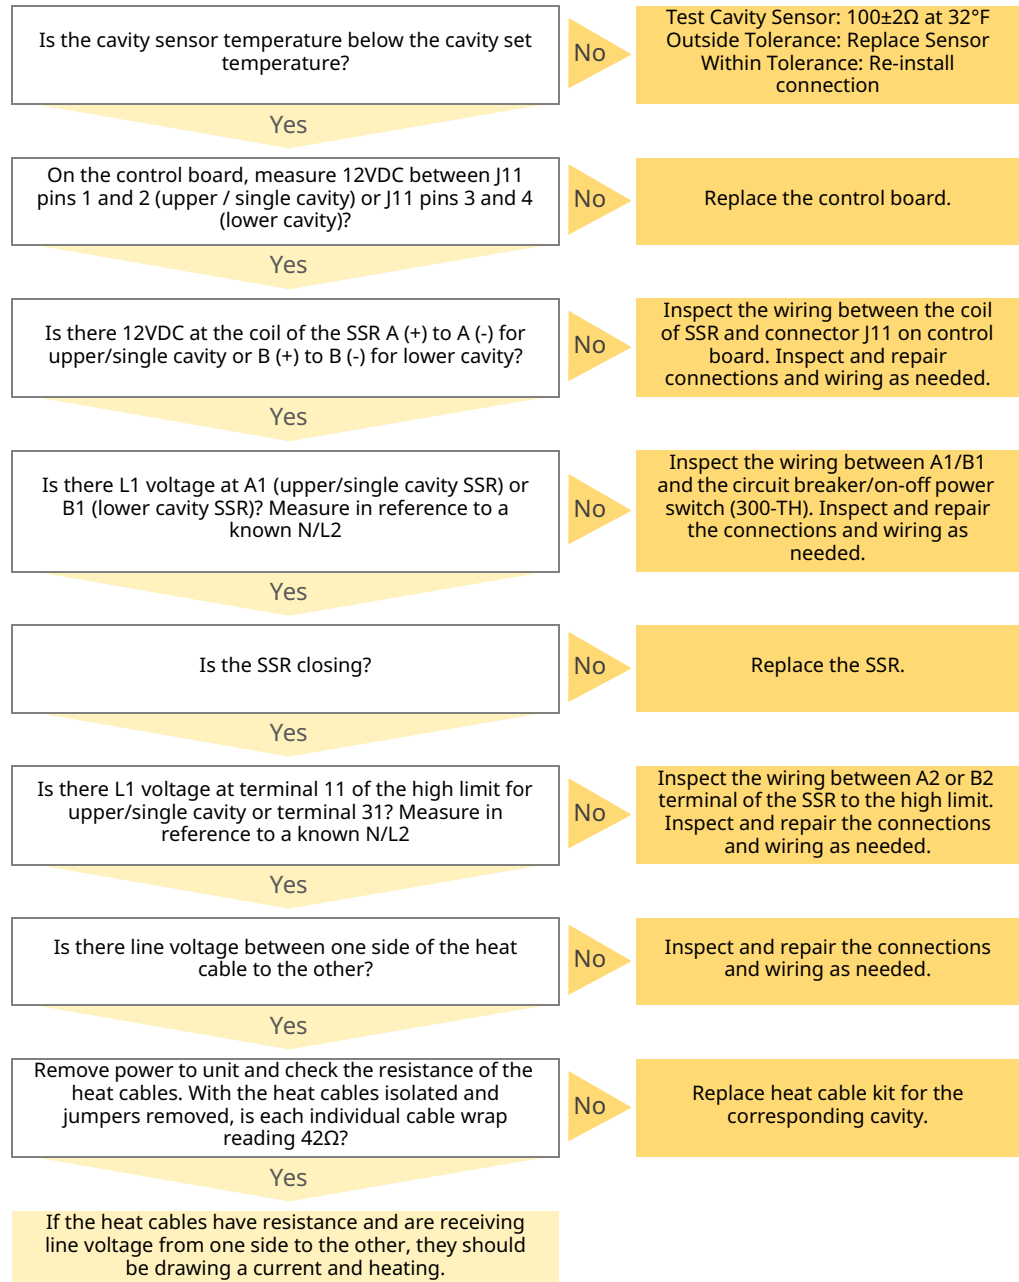 Is the cavity sensor temperature below the cavity set
temperature?
No
Test Cavity Sensor: 100±2Ω at 32°F
Outside Tolerance: Replace Sensor
Within Tolerance: Re-install
connection
Yes
On the control board, measure 12VDC between J11
pins 1 and 2 (upper / single cavity) or J11 pins 3 and 4
(lower cavity)?
No
Replace the control board.
Yes
Is there 12VDC at the coil of the SSR A (+) to A (-) for
upper/single cavity or B (+) to B (-) for lower cavity?
No
Inspect the wiring between the coil
of SSR and connector J11 on control
board. Inspect and repair
connections and wiring as needed.
Yes
Is there L1 voltage at A1 (upper/single cavity SSR) or
B1 (lower cavity SSR)? Measure in reference to a
known N/L2
No
Inspect the wiring between A1/B1
and the circuit breaker/on-off power
switch (300-TH). Inspect and repair
the connections and wiring as
needed.
Yes
Is the SSR closing?
No
Replace the SSR.
Yes
Is there L1 voltage at terminal 11 of the high limit for
upper/single cavity or terminal 31? Measure in
reference to a known N/L2
No
Inspect the wiring between A2 or B2
terminal of the SSR to the high limit.
Inspect and repair the connections
and wiring as needed.
Yes
Is there line voltage between one side of the heat
cable to the other?
No
Inspect and repair the connections
and wiring as needed.
Yes
Remove power to unit and check the resistance of the
heat cables. With the heat cables isolated and
jumpers removed, is each individual cable wrap
reading 42Ω?
No
Replace heat cable kit for the
corresponding cavity.
Yes
If the heat cables have resistance and are receiving
line voltage from one side to the other, they should
be drawing a current and heating.